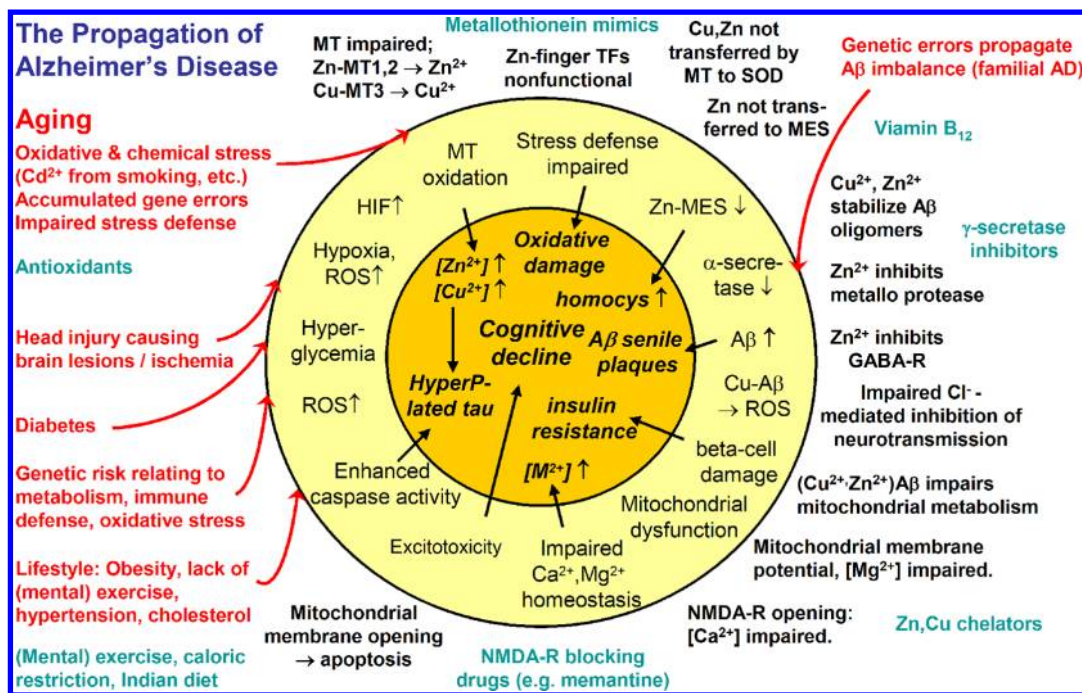 The Propagation of
Alzheimer's Disease
Aging
Oxidative & chemical stress
(Cd²⁺ from smoking, etc.)
Accumulated gene errors
Impaired stress defense
Antioxidants
Head injury causing
brain lesions / ischemia
Diabetes
Genetic risk relating to
metabolism, immune
defense, oxidative stress
Lifestyle: Obesity, lack of
(mental) exercise,
hypertension, cholesterol
(Mental) exercise, caloric
restriction, Indian diet
MT impaired;
Zn-MT1,2 → Zn²⁺
Cu-MT3 → Cu²⁺
Metallothionein mimics
Zn-finger TFs
nonfunctional
Cu,Zn not
transferred by
MT to SOD
Zn not trans-
ferred to MES
Genetic errors propagate
Aβ imbalance (familial AD)
Viamin B₁₂
Cu²⁺, Zn²⁺
stabilize Aβ
oligomers
γ-secretase
inhibitors
Zn²⁺ inhibits
metallo protease
Zn²⁺ inhibits
GABA-R
Impaired Cl⁻ -
mediated inhibition of
neurotransmission
(Cu²⁺,Zn²⁺)Aβ impairs
mitochondrial metabolism
Mitochondrial membrane
potential, [Mg²⁺] impaired.
NMDA-R opening:
[Ca²⁺] impaired.
Zn,Cu chelators
NMDA-R blocking
drugs (e.g. memantine)
Mitochondrial
membrane opening
→ apoptosis
MT
oxidation
Stress defense
impaired
Zn-MES ↓
α-secre-
tase ↓
Aβ ↑
Cu-Aβ
→ ROS
beta-cell
damage
Mitochondrial
dysfunction
Impaired
Ca²⁺,Mg²⁺
homeostasis
Excitotoxicity
Enhanced
caspase activity
ROS↑
Hyper-
glycemia
Hypoxia,
ROS↑
HIF↑
[Zn²⁺] ↑
[Cu²⁺] ↑
Oxidative
damage
homocys ↑
Cognitive
decline
Aβ senile
plaques
HyperP-
lated tau
insulin
resistance
[M²⁺] ↑